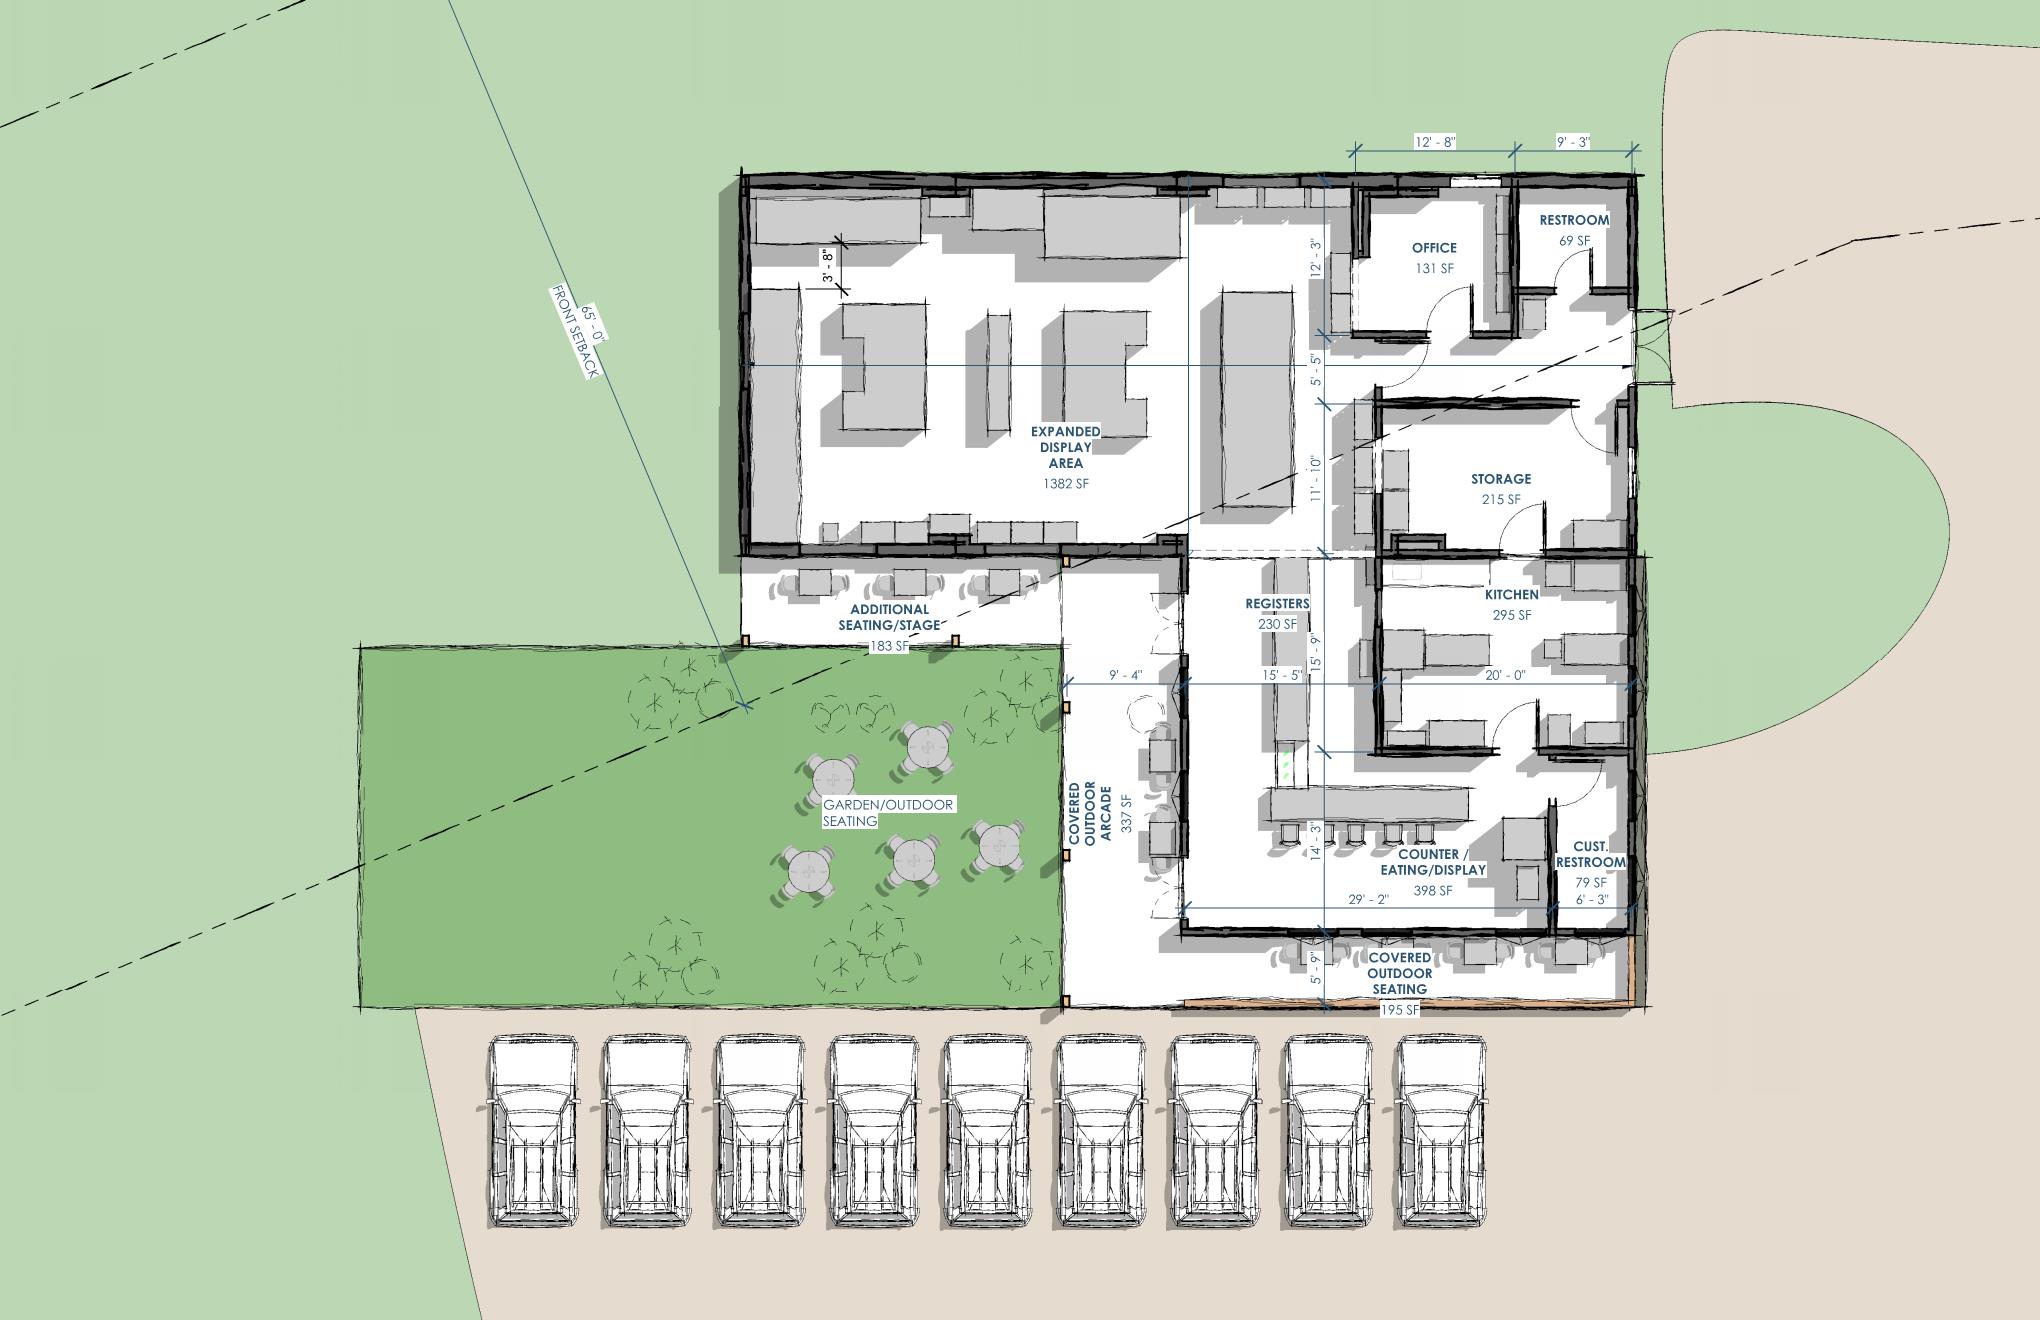 12' - 8"
9' - 3"
RESTROOM
69 SF
OFFICE
131 SF
12' - 3"
3' - 8"
65' - 0"
FRONT SETBACK
5' - 5"
EXPANDED
DISPLAY
AREA
1382 SF
11' - 10"
STORAGE
215 SF
KITCHEN
295 SF
REGISTERS
230 SF
ADDITIONAL
SEATING/STAGE
183 SF
15' - 9"
9' - 4"
15' - 5"
20' - 0"
GARDEN/OUTDOOR
SEATING
COVERED
OUTDOOR
ARCADE
337 SF
14' - 3"
COUNTER /
EATING/DISPLAY
398 SF
CUST.
RESTROOM
79 SF
29' - 2"
6' - 3"
5' - 9"
COVERED
OUTDOOR
SEATING
195 SF